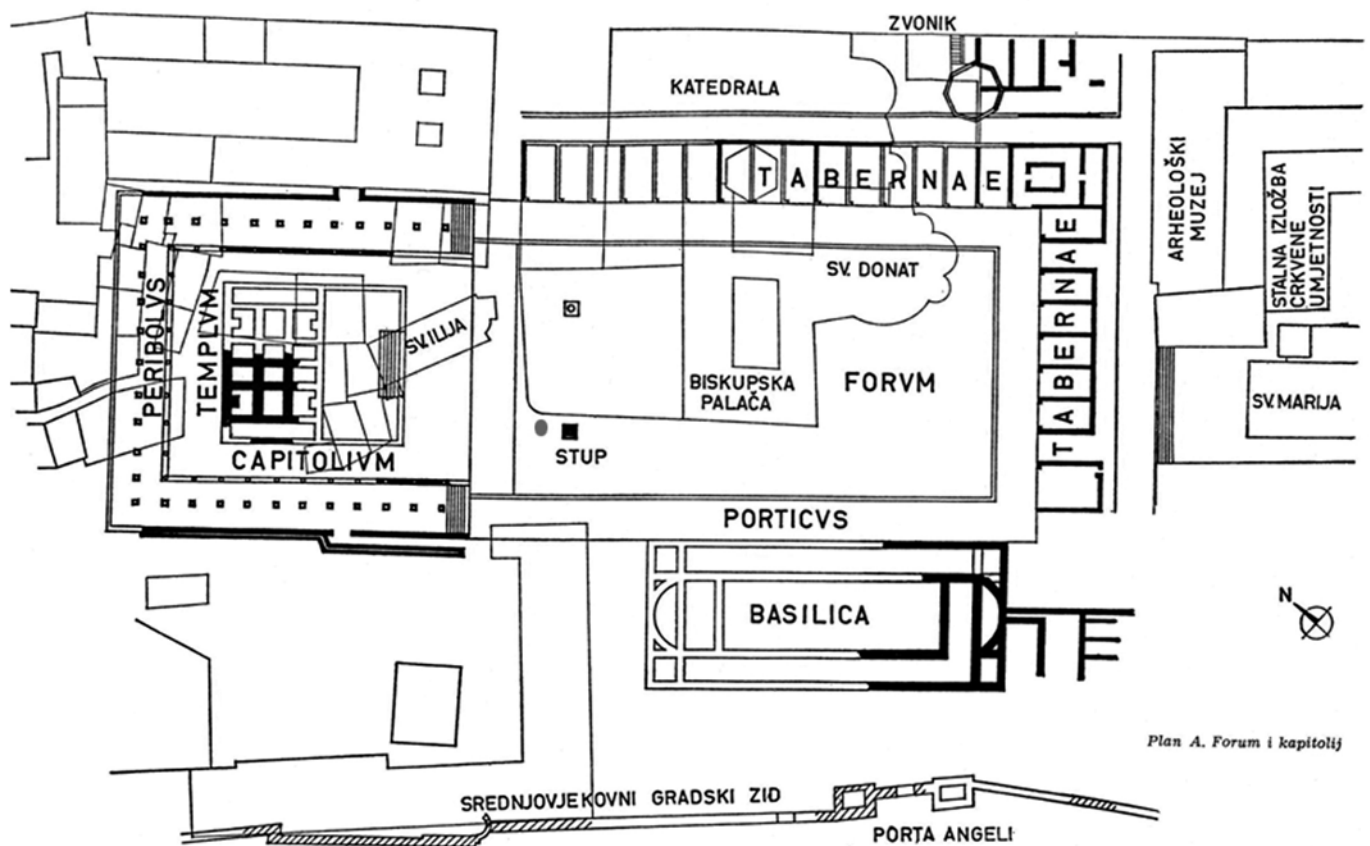 ZVONIK
KATEDRALA
TABERNAE
ARHEOLOŠKI
MUZEJ
STALNA IZLOŽBA
CRKVENE
UMJETNOSTI
PERIBOLVS
TEMPLVM
SV. ILIJA
SV. DONAT
TABERNAE
BISKUPSKA
PALAČA
FORVM
SV. MARIJA
STUP
CAPITOLIVM
PORTICVS
BASILICA
N
Plan A. Forum i kapitolij
SREDNJOVJEKOVNI GRADSKI ZID
PORTA ANGELI